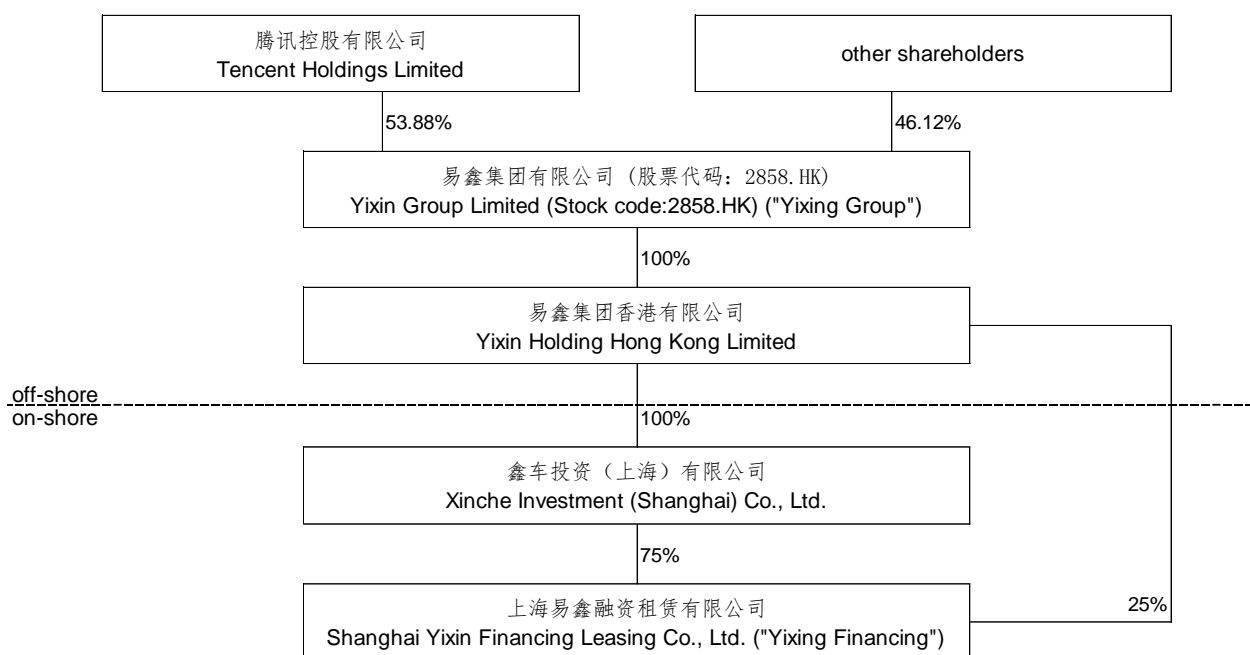 腾讯控股有限公司
Tencent Holdings Limited
other shareholders
53.88%
46.12%
易鑫集团有限公司 (股票代码: 2858.HK)
Yixin Group Limited (Stock code:2858.HK) ("Yixing Group")
100%
易鑫集团香港有限公司
Yixin Holding Hong Kong Limited
off-shore
on-shore
100%
鑫车投资（上海）有限公司
Xinche Investment (Shanghai) Co., Ltd.
75%
上海易鑫融资租赁有限公司
Shanghai Yixin Financing Leasing Co., Ltd. ("Yixing Financing")
25%